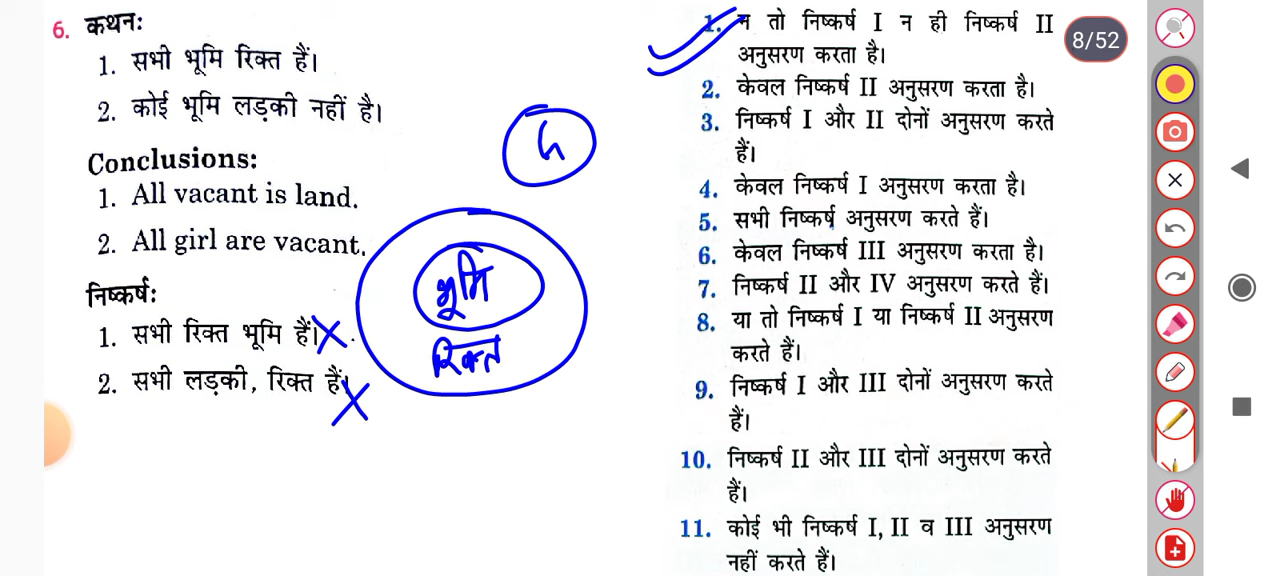 6. कथनः
1. सभी भूमि रिक्त हैं।
2. कोई भूमि लड़की नहीं है।
Conclusions:
1. All vacant is land.
2. All girl are vacant.
निष्कर्षः
1. सभी रिक्त भूमि हैं।
2. सभी लड़की, रिक्त हैं।
भूमि
रिक्त
1. न तो निष्कर्ष I न ही निष्कर्ष II
अनुसरण करता है।
2. केवल निष्कर्ष II अनुसरण करता है।
3. निष्कर्ष I और II दोनों अनुसरण करते
हैं।
4. केवल निष्कर्ष I अनुसरण करता है।
5. सभी निष्कर्ष अनुसरण करते हैं।
6. केवल निष्कर्ष III अनुसरण करता है।
7. निष्कर्ष II और IV अनुसरण करते हैं।
8. या तो निष्कर्ष I या निष्कर्ष II अनुसरण
करते हैं।
9. निष्कर्ष I और III दोनों अनुसरण करते
हैं।
10. निष्कर्ष II और III दोनों अनुसरण करते
हैं।
11. कोई भी निष्कर्ष I, II व III अनुसरण
नहीं करते हैं।
8/52